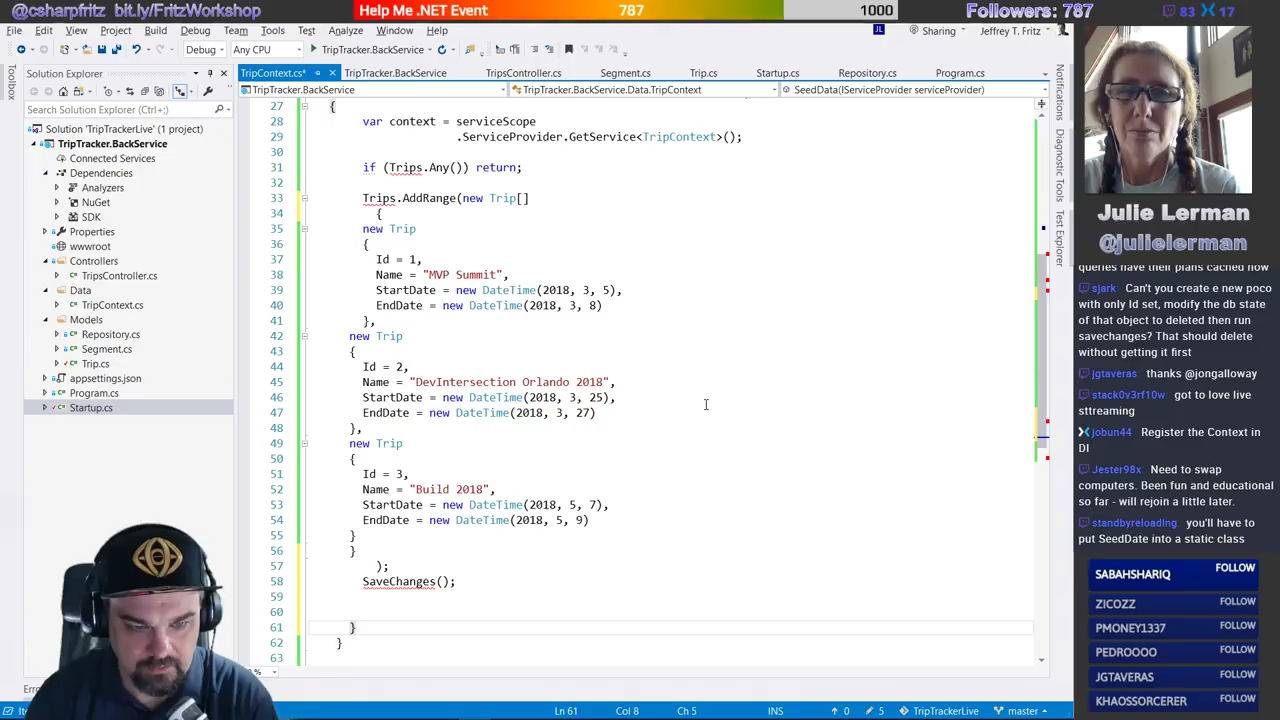 @csharpfritz bit.ly/FritzWorkshop
Help Me .NET Event 787 1000
Followers: 787 83 17
File Edit View Project Build Debug Team Tools Test Analyze Window Help JL Sharing Jeffrey T. Fritz
Debug Any CPU TripTracker.BackService
Toolbox
Solution Explorer
Search Solution Explorer (Ctrl+;)
Solution 'TripTrackerLive' (1 project)
TripTracker.BackService
Connected Services
Dependencies
Analyzers
NuGet
SDK
Properties
wwwroot
Controllers
TripsController.cs
Data
TripContext.cs
Models
Repository.cs
Segment.cs
Trip.cs
appsettings.json
Program.cs
Startup.cs
TripContext.cs* TripTracker.BackService TripsController.cs Segment.cs Trip.cs Startup.cs Repository.cs Program.cs
TripTracker.BackService TripTracker.BackService.Data.TripContext SeedData(IServiceProvider serviceProvider)
27 {
28 var context = serviceScope
29 .ServiceProvider.GetService<TripContext>();
30
31 if (Trips.Any()) return;
32
33 Trips.AddRange(new Trip[]
34 {
35 new Trip
36 {
37 Id = 1,
38 Name = "MVP Summit",
39 StartDate = new DateTime(2018, 3, 5),
40 EndDate = new DateTime(2018, 3, 8)
41 },
42 new Trip
43 {
44 Id = 2,
45 Name = "DevIntersection Orlando 2018",
46 StartDate = new DateTime(2018, 3, 25),
47 EndDate = new DateTime(2018, 3, 27)
48 },
49 new Trip
50 {
51 Id = 3,
52 Name = "Build 2018",
53 StartDate = new DateTime(2018, 5, 7),
54 EndDate = new DateTime(2018, 5, 9)
55 }
56 }
57 );
58 SaveChanges();
59
60
61 }
62 }
63
%
Notifications
Diagnostic Tools
Test Explorer
Ln 61 Col 8 Ch 5 INS 0 5 TripTrackerLive master
Julie Lerman
@julielerman
queries have their plans cached now
sjark Can't you create e new poco
with only Id set, modify the db state
of that object to deleted then run
savechanges? That should delete
without getting it first
jgtaveras thanks @jongalloway
stack0v3rf10w got to love live
sttreaming
jobun44 Register the Context in
DI
Jester98x Need to swap
computers. Been fun and educational
so far - will rejoin a little later.
standbyreloading you'll have to
put SeedDate into a static class
SABAHSHARIQ FOLLOW
ZICOZZ FOLLOW
PMONEY1337 FOLLOW
PEDROOOO FOLLOW
JGTAVERAS FOLLOW
KHAOSSORCERER FOLLOW